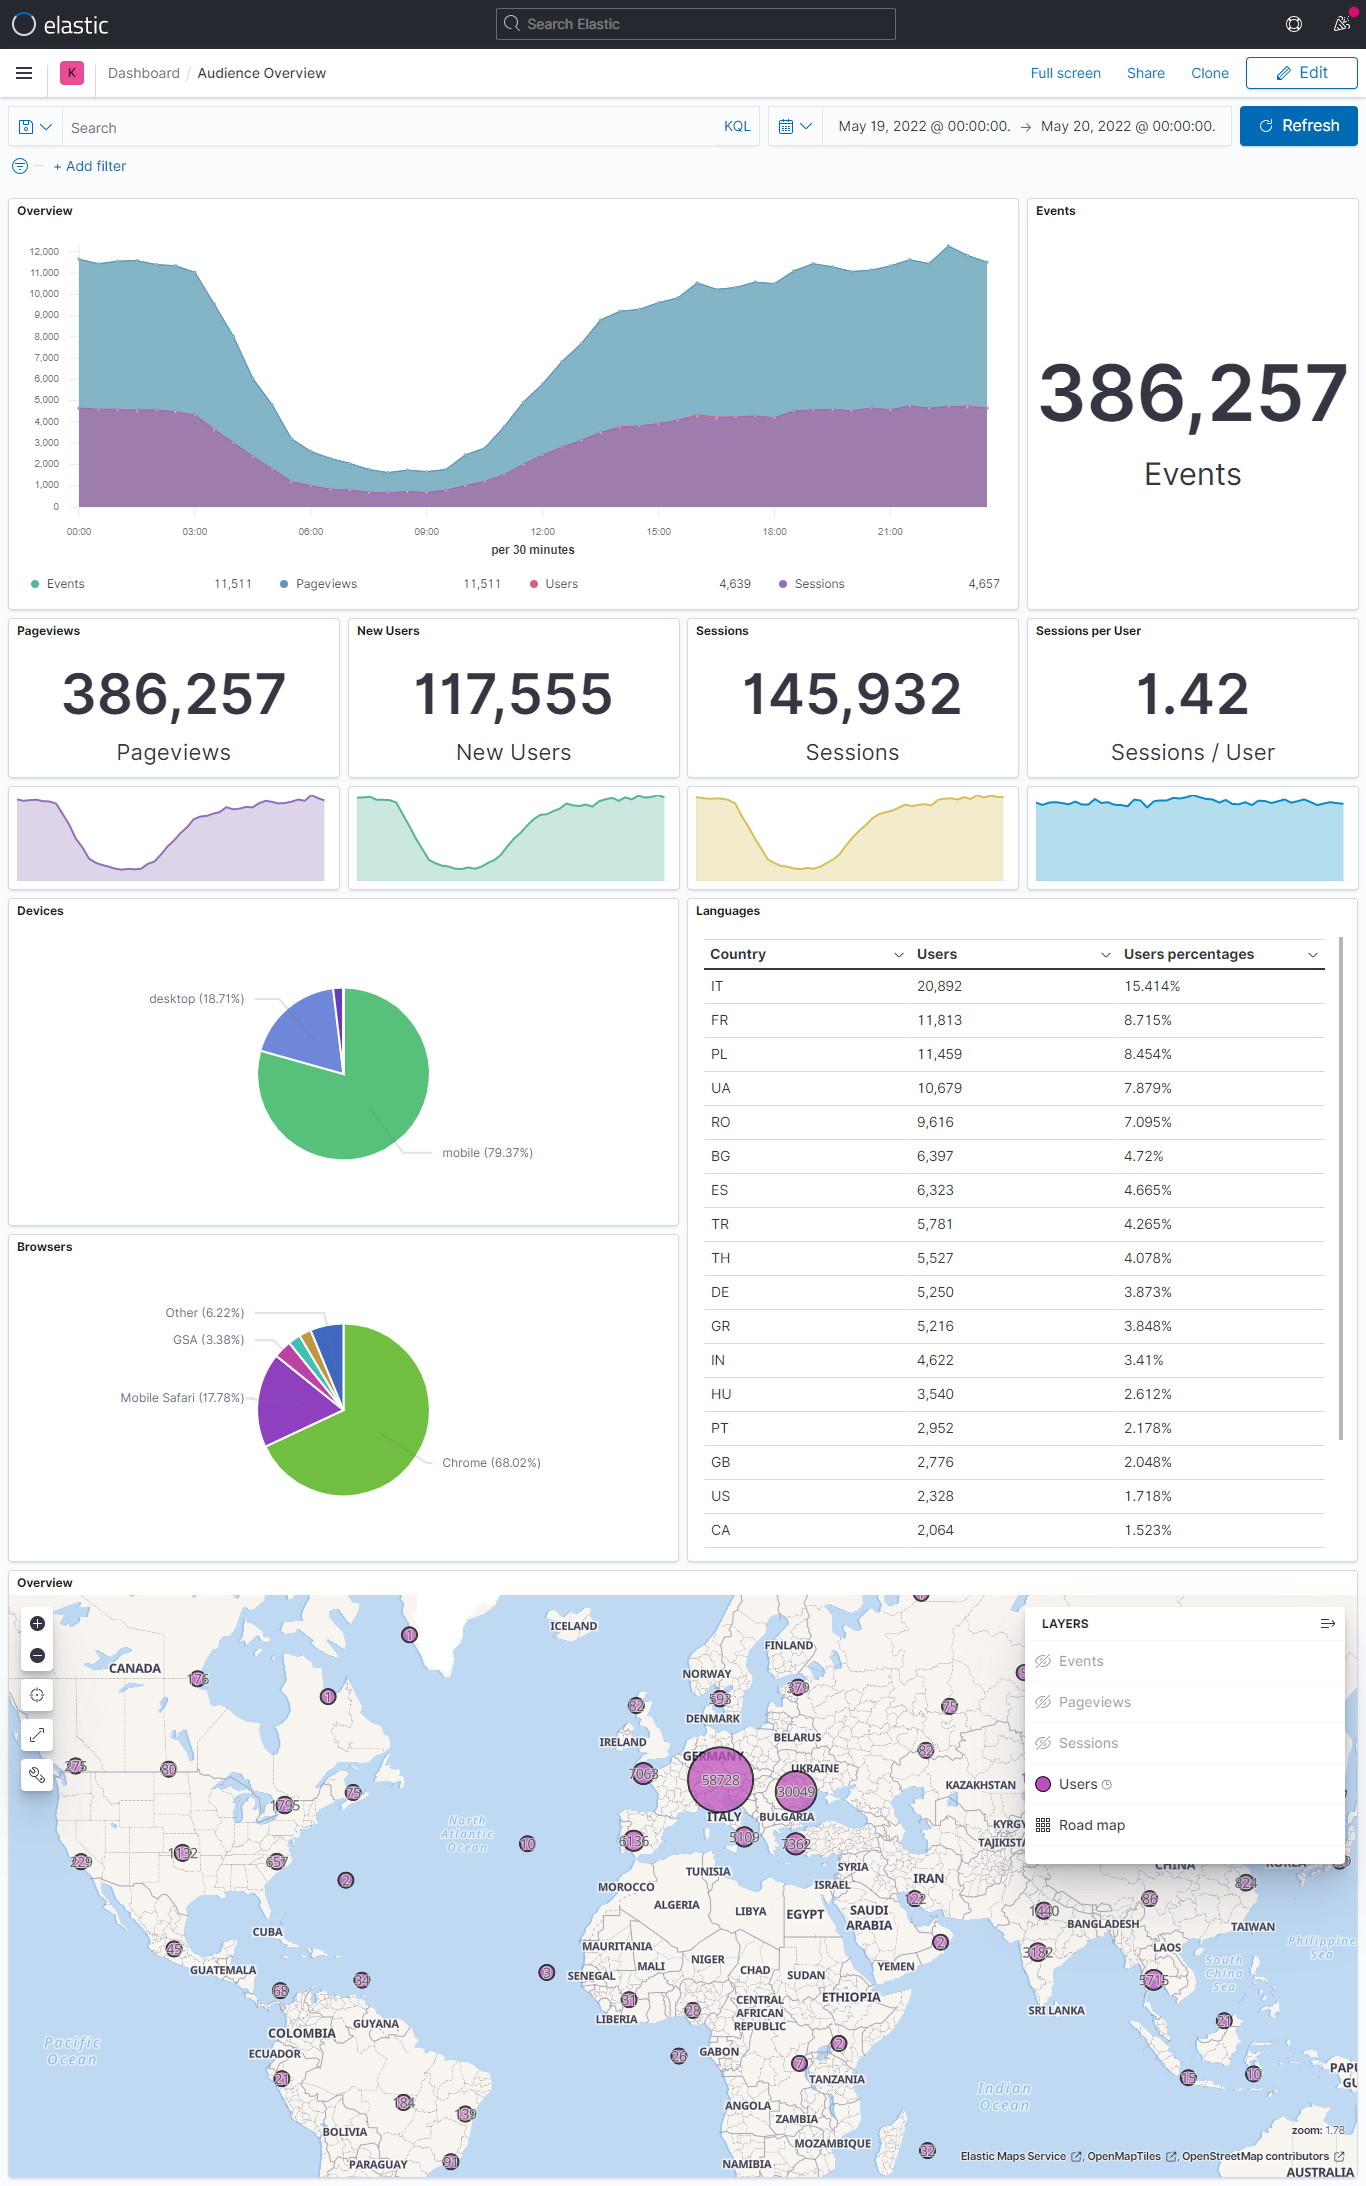 elastic
Search Elastic
K
Dashboard / Audience Overview
Full screen
Share
Clone
Edit
Search
KQL
May 19, 2022 @ 00:00:00. → May 20, 2022 @ 00:00:00.
Refresh
+ Add filter
Overview
12,000
11,000
10,000
9,000
8,000
7,000
6,000
5,000
4,000
3,000
2,000
1,000
0
00:00 03:00 06:00 09:00 12:00 15:00 18:00 21:00
per 30 minutes
Events 11,511 Pageviews 11,511 Users 4,639 Sessions 4,657
Events
386,257
Events
Pageviews
386,257
Pageviews
New Users
117,555
New Users
Sessions
145,932
Sessions
Sessions per User
1.42
Sessions / User
Devices
desktop (18.71%)
mobile (79.37%)
Browsers
Other (6.22%)
GSA (3.38%)
Mobile Safari (17.78%)
Chrome (68.02%)
Languages
Country Users Users percentages
IT 20,892 15.414%
FR 11,813 8.715%
PL 11,459 8.454%
UA 10,679 7.879%
RO 9,616 7.095%
BG 6,397 4.72%
ES 6,323 4.665%
TR 5,781 4.265%
TH 5,527 4.078%
DE 5,250 3.873%
GR 5,216 3.848%
IN 4,622 3.41%
HU 3,540 2.612%
PT 2,952 2.178%
GB 2,776 2.048%
US 2,328 1.718%
CA 2,064 1.523%
Overview
LAYERS
Events
Pageviews
Sessions
Users
Road map
ICELAND
1
FINLAND
CANADA
176
1
NORWAY
379
82
593
75
DENMARK
BELARUS
IRELAND
GERMANY
82
275
80
7063
58728
UKRAINE
30049
KAZAKHSTAN
75
1795
North
Atlantic
Ocean
ITALY
BULGARIA
10
6136
5109
7362
229
1132
657
2
TUNISIA
SYRIA
IRAN
CHINA
MOROCCO
ISRAEL
824
ALGERIA
LIBYA
EGYPT
SAUDI
ARABIA
122
86
1440
BANGLADESH
TAIWAN
CUBA
45
MAURITANIA
2
3182
LAOS
Philippine
Sea
GUATEMALA
NIGER
MALI
CHAD
SUDAN
YEMEN
South
China
Sea
3
SENEGAL
34
68
5715
31
28
CENTRAL
AFRICAN
REPUBLIC
ETHIOPIA
SRI LANKA
LIBERIA
21
GUYANA
COLOMBIA
Pacific
Ocean
ECUADOR
26
GABON
2
7
TANZANIA
21
15
10
184
139
ANGOLA
Indian
Ocean
ZAMBIA
BOLIVIA
MOZAMBIQUE
zoom: 1.78
91
PARAGUAY
32
NAMIBIA
Elastic Maps Service , OpenMapTiles , OpenStreetMap contributors
AUSTRALIA